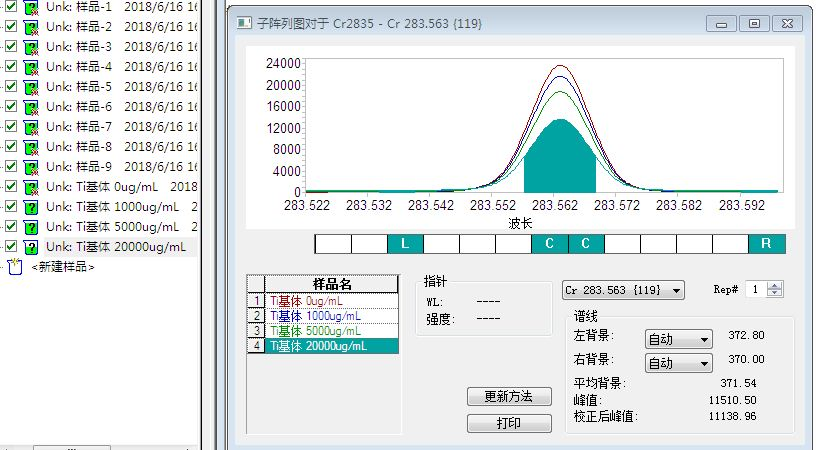 Unk: 样品-1 2018/6/16 16
Unk: 样品-2 2018/6/16 16
Unk: 样品-3 2018/6/16 16
Unk: 样品-4 2018/6/16 16
Unk: 样品-5 2018/6/16 16
Unk: 样品-6 2018/6/16 16
Unk: 样品-7 2018/6/16 16
Unk: 样品-8 2018/6/16 16
Unk: 样品-9 2018/6/16 16
Unk: Ti基体 0ug/mL 2018
Unk: Ti基体 1000ug/mL 2
Unk: Ti基体 5000ug/mL 2
Unk: Ti基体 20000ug/mL
<新建样品>
子阵列图对于 Cr2835 - Cr 283.563 {119}
24000
20000
16000
12000
8000
4000
0
283.522 283.532 283.542 283.552 283.562 283.572 283.582 283.592
波长
L C C R
样品名
1 Ti基体 0ug/mL
2 Ti基体 1000ug/mL
3 Ti基体 5000ug/mL
4 Ti基体 20000ug/mL
指针
WL: ----
强度: ----
更新方法
打印
Cr 283.563 {119} Rep# 1
谱线
左背景: 自动 372.80
右背景: 自动 370.00
平均背景: 371.54
峰值: 11510.50
校正后峰值: 11138.96